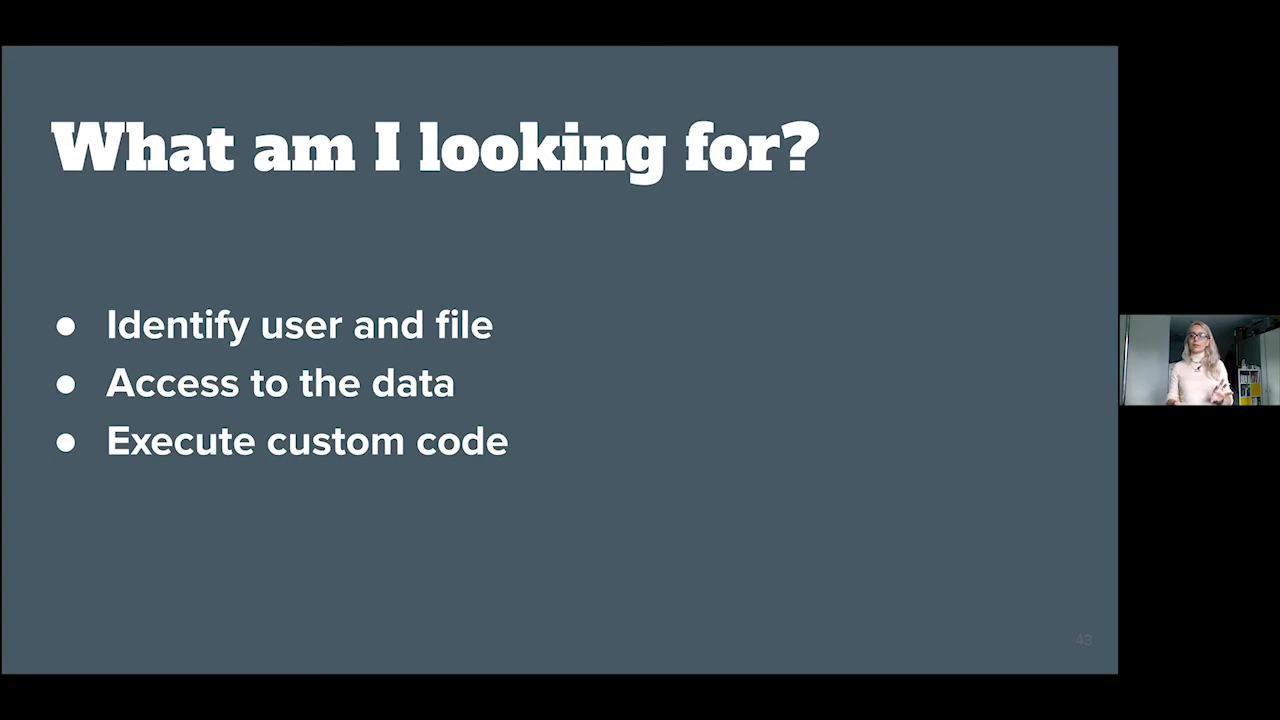 What am I looking for?
● Identify user and file
● Access to the data
● Execute custom code
43